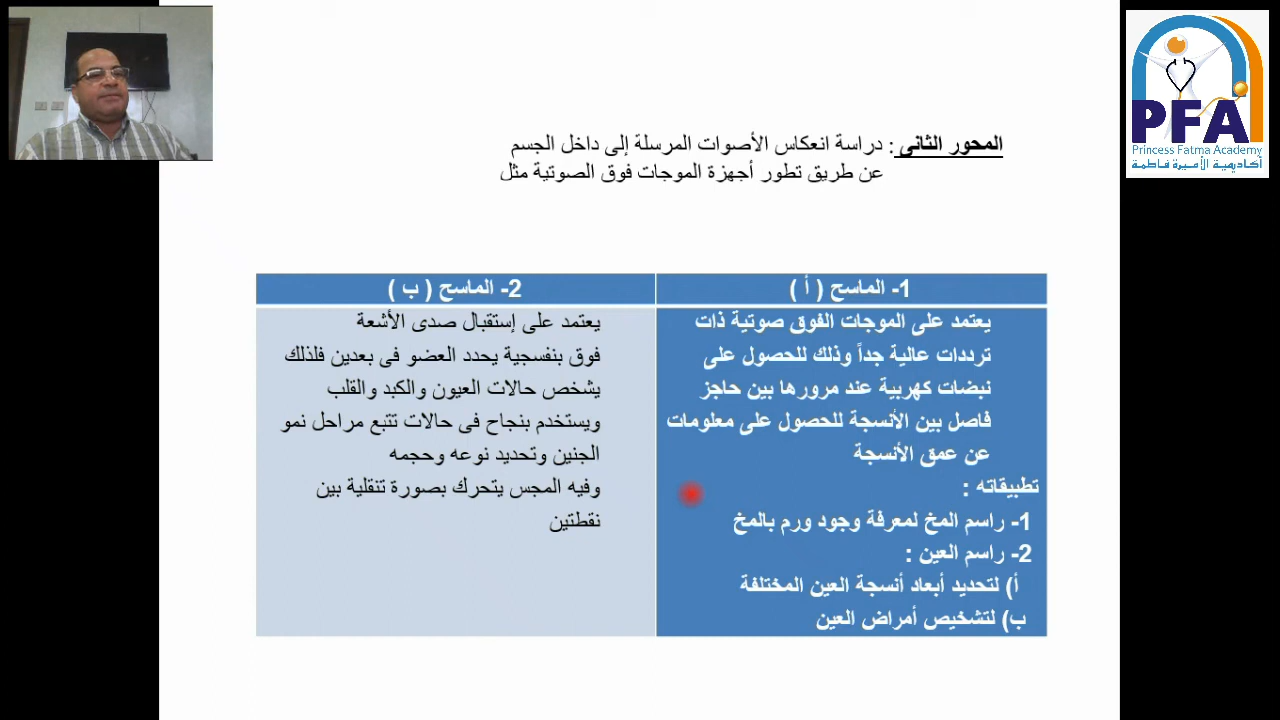 PFA
Princess Fatma Academy
أكاديمية الأميرة فاطمة
المحور الثانى : دراسة انعكاس الأصوات المرسلة إلى داخل الجسم
عن طريق تطور أجهزة الموجات فوق الصوتية مثل
1- الماسح ( أ )
يعتمد على الموجات الفوق صوتية ذات
ترددات عالية جداً وذلك للحصول على
نبضات كهربية عند مرورها بين حاجز
فاصل بين الأنسجة للحصول على معلومات
عن عمق الأنسجة
تطبيقاته :
1- راسم المخ لمعرفة وجود ورم بالمخ
2- راسم العين :
أ) لتحديد أبعاد أنسجة العين المختلفة
ب) لتشخيص أمراض العين
2- الماسح ( ب )
يعتمد على إستقبال صدى الأشعة
فوق بنفسجية يحدد العضو فى بعدين فلذلك
يشخص حالات العيون والكبد والقلب
ويستخدم بنجاح فى حالات تتبع مراحل نمو
الجنين وتحديد نوعه وحجمه
وفيه المجس يتحرك بصورة تنقلية بين
نقطتين